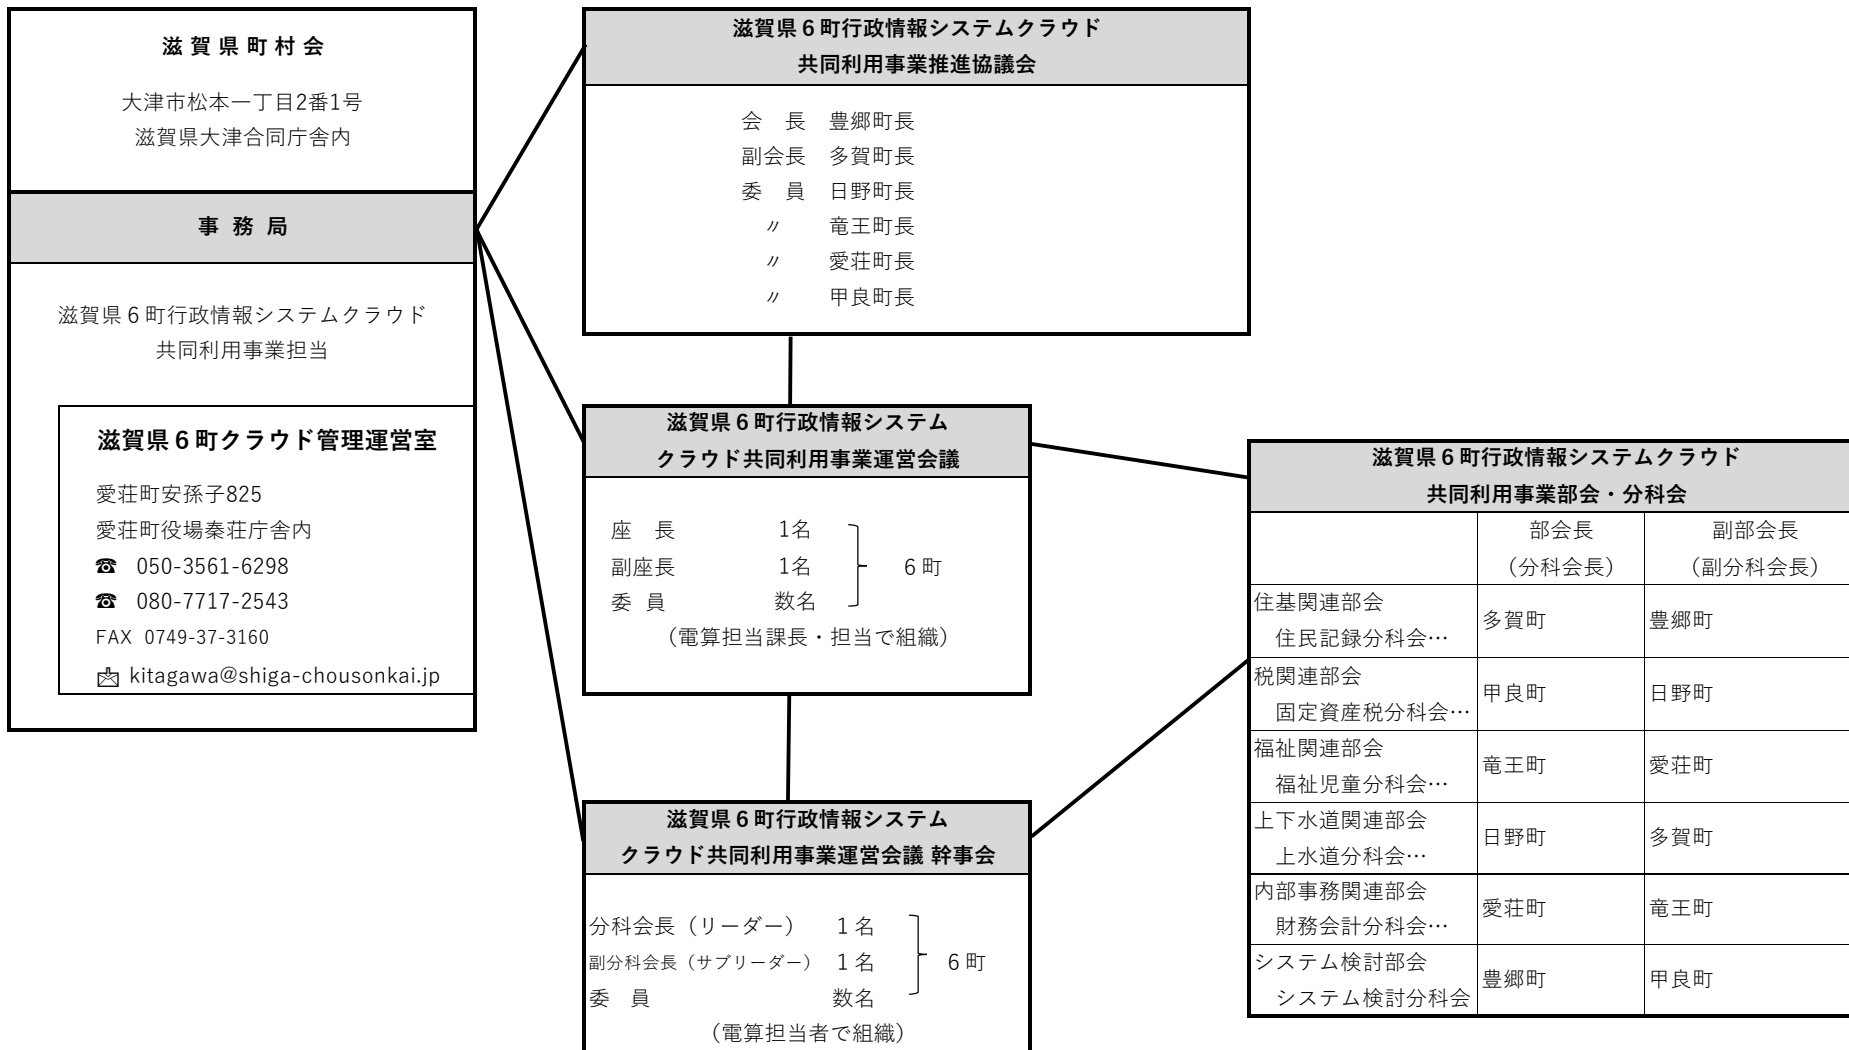 滋賀県町村会
大津市松本一丁目2番1号
滋賀県大津合同庁舎内
事務局
滋賀県6町行政情報システムクラウド
共同利用事業担当
滋賀県6町クラウド管理運営室
愛荘町安孫子825
愛荘町役場秦荘庁舎内
☎ 050-3561-6298
☎ 080-7717-2543
FAX 0749-37-3160
📩 kitagawa@shiga-chousonkai.jp
滋賀県6町行政情報システムクラウド
共同利用事業推進協議会
会　長　豊郷町長
副会長　多賀町長
委　員　日野町長
〃　竜王町長
〃　愛荘町長
〃　甲良町長
滋賀県6町行政情報システム
クラウド共同利用事業運営会議
座　長　1名
副座長　1名　6町
委 員　数名
（電算担当課長・担当で組織）
滋賀県6町行政情報システム
クラウド共同利用事業運営会議 幹事会
分科会長（リーダー）　1名
副分科会長（サブリーダー）　1名　6町
委 員　数名
（電算担当者で組織）
滋賀県6町行政情報システムクラウド
共同利用事業部会・分科会
部会長　副部会長
（分科会長）　（副分科会長）
住基関連部会
住民記録分科会…　多賀町　豊郷町
税関連部会
固定資産税分科会…　甲良町　日野町
福祉関連部会
福祉児童分科会…　竜王町　愛荘町
上下水道関連部会
上水道分科会…　日野町　多賀町
内部事務関連部会
財務会計分科会…　愛荘町　竜王町
システム検討部会
システム検討分科会　豊郷町　甲良町